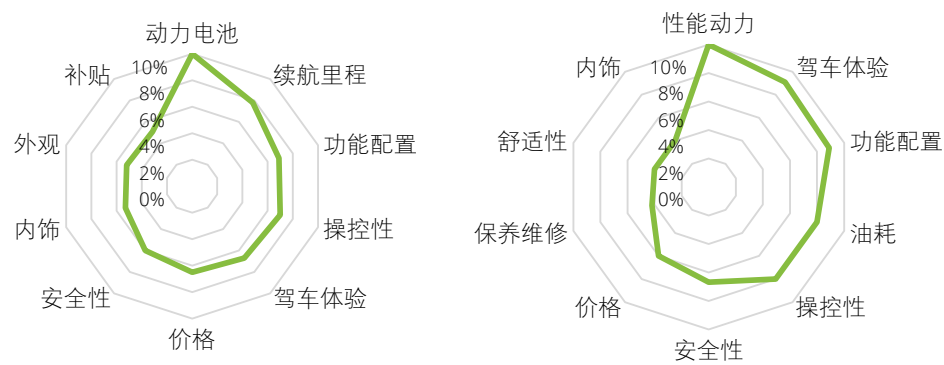 动力电池
续航里程
功能配置
操控性
驾车体验
价格
安全性
内饰
外观
补贴
10%
8%
6%
4%
2%
0%
性能动力
驾车体验
功能配置
油耗
操控性
安全性
价格
保养维修
舒适性
内饰
10%
8%
6%
4%
2%
0%